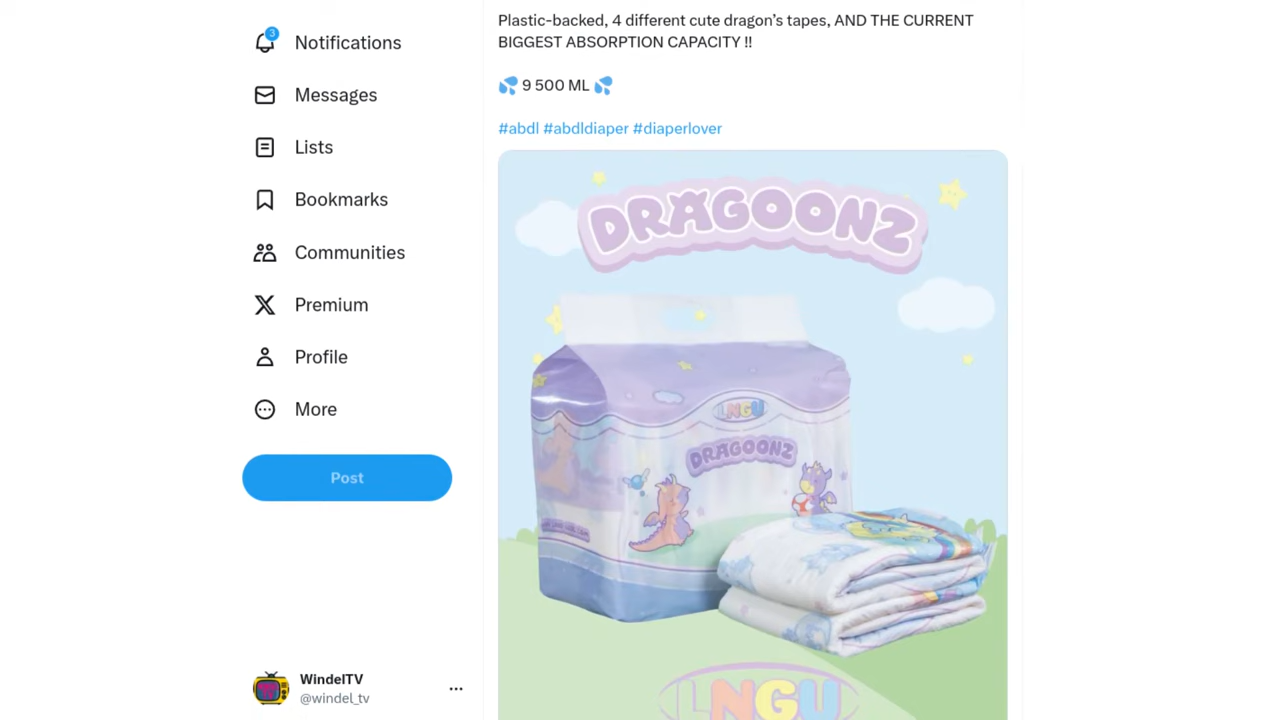 Notifications
3
Messages
Lists
Bookmarks
Communities
Premium
Profile
More
Post
WindelTV
@windel_tv
Plastic-backed, 4 different cute dragon’s tapes, AND THE CURRENT
BIGGEST ABSORPTION CAPACITY !!
💦 9 500 ML 💦
#abdl #abdldiaper #diaperlover
DRAGOONZ
LNGU
DRAGOONZ
LNGU